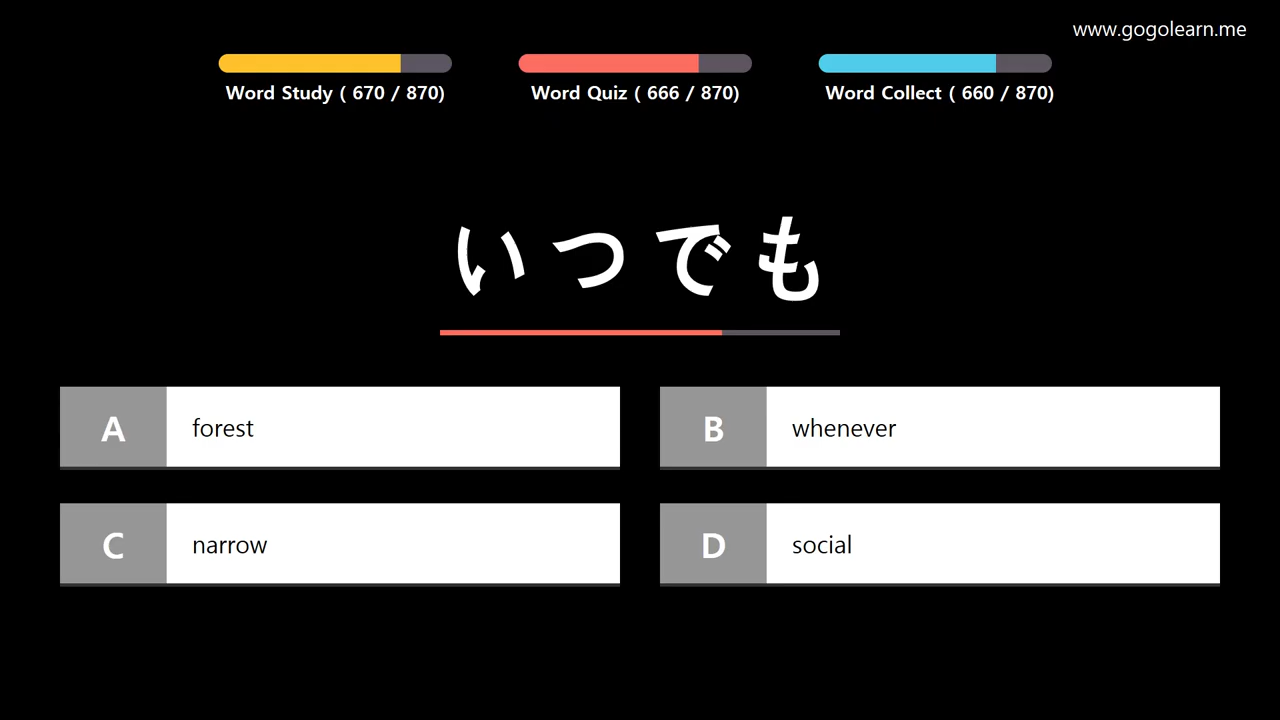 www.gogolearn.me
Word Study ( 670 / 870)
Word Quiz ( 666 / 870)
Word Collect ( 660 / 870)
いつでも
A forest
B whenever
C narrow
D social